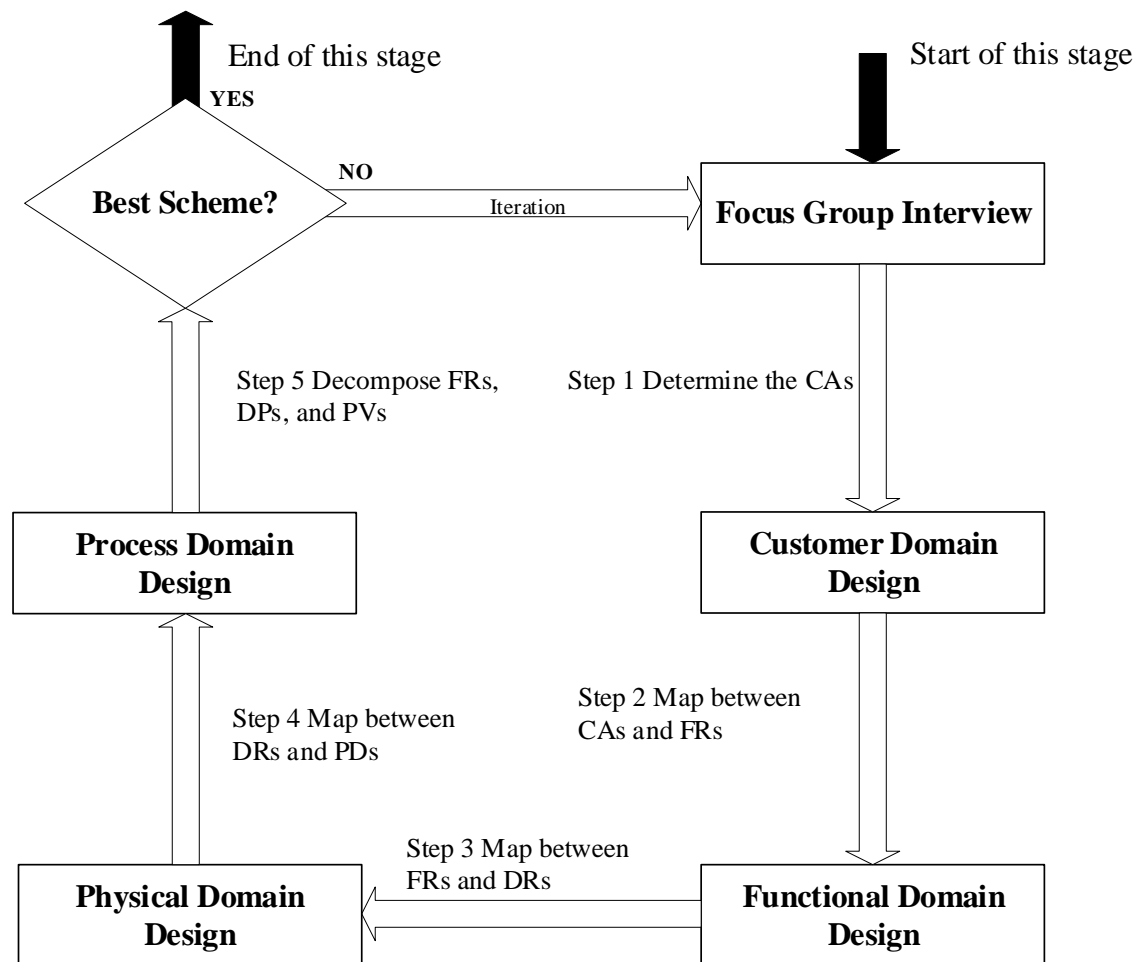 End of this stage
Start of this stage
YES
NO
Best Scheme?
Iteration
Focus Group Interview
Step 5 Decompose FRs,
DPs, and PVs
Step 1 Determine the CAs
Process Domain
Design
Customer Domain
Design
Step 4 Map between
DRs and PDs
Step 2 Map between
CAs and FRs
Step 3 Map between
FRs and DRs
Physical Domain
Design
Functional Domain
Design